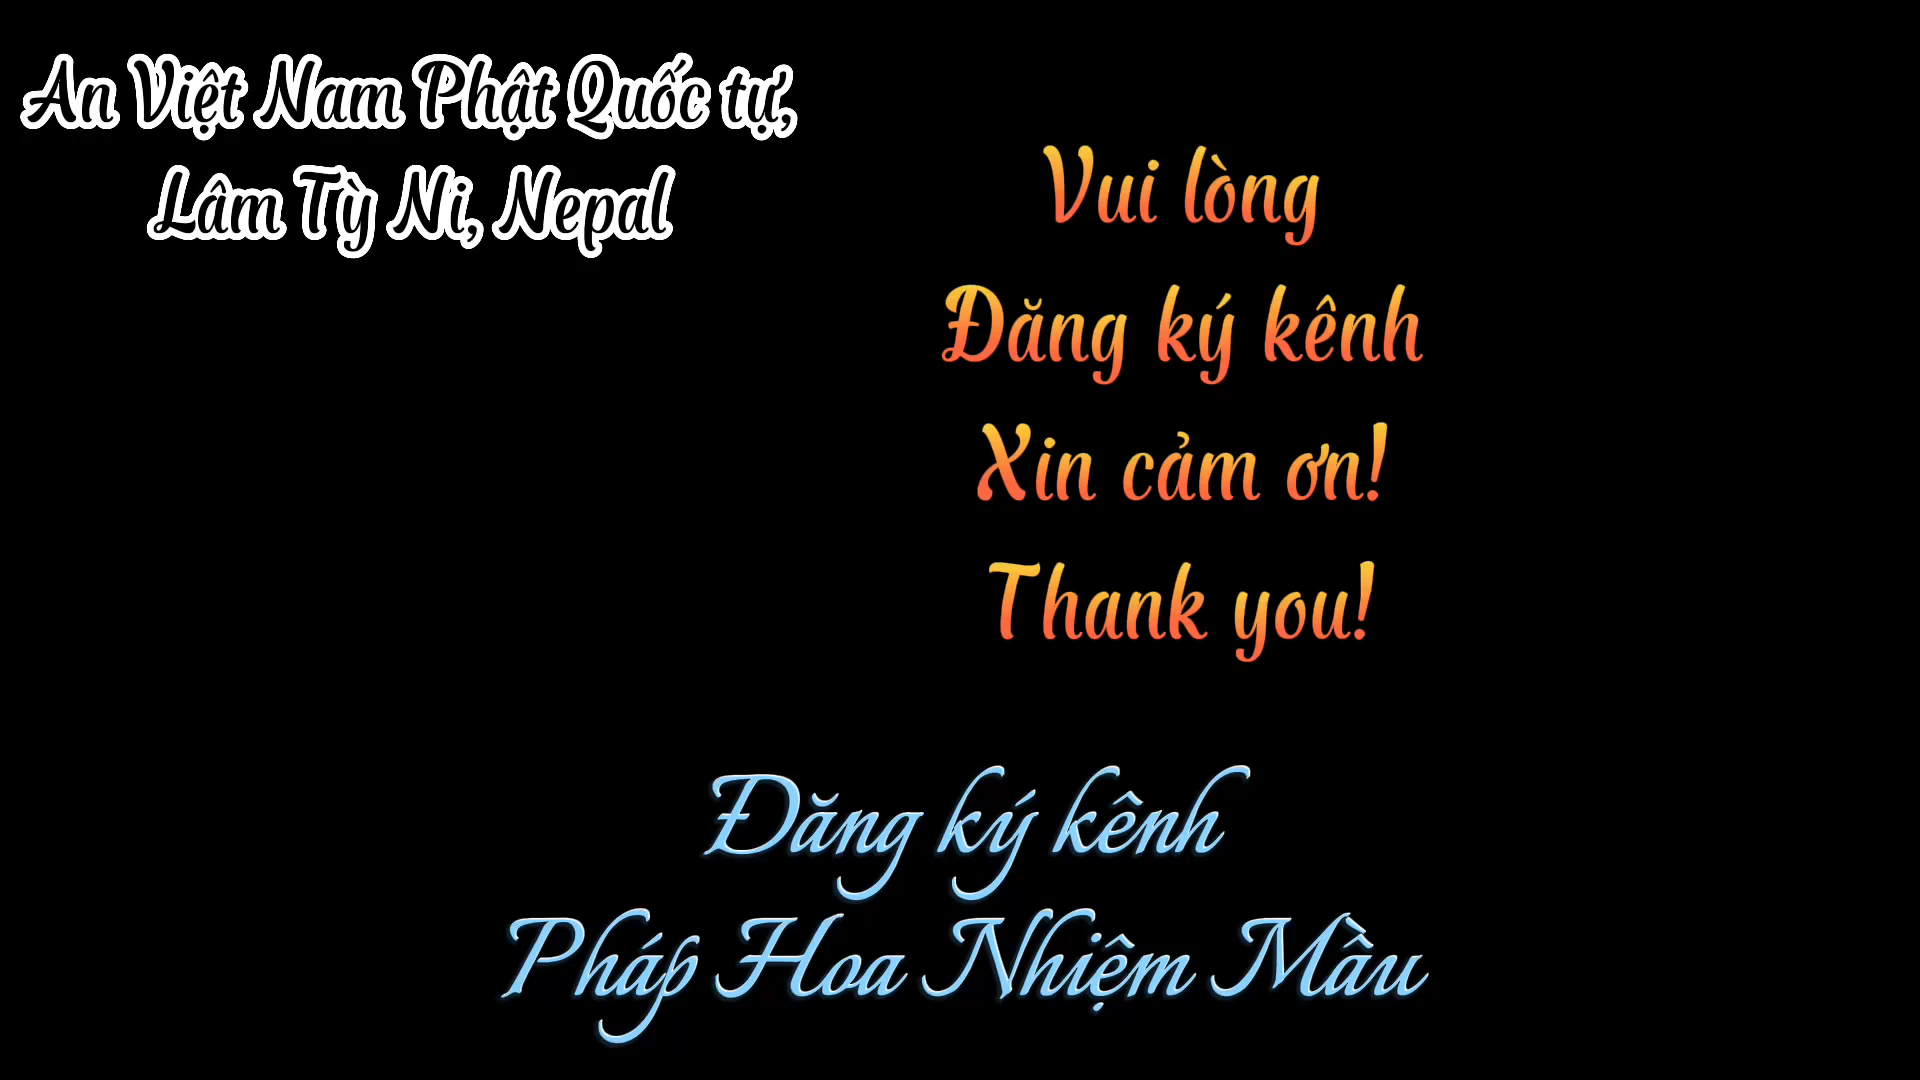 An Việt Nam Phật Quốc tự,
Lâm Tỳ Ni, Nepal
Vui lòng
Đăng ký kênh
Xin cảm ơn!
Thank you!
Đăng ký kênh
Pháp Hoa Nhiệm Mầu